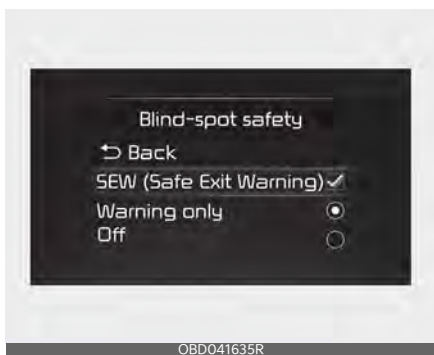 Blind-spot safety
Back
SEW (Safe Exit Warning)
Warning only
Off
OBD041635R